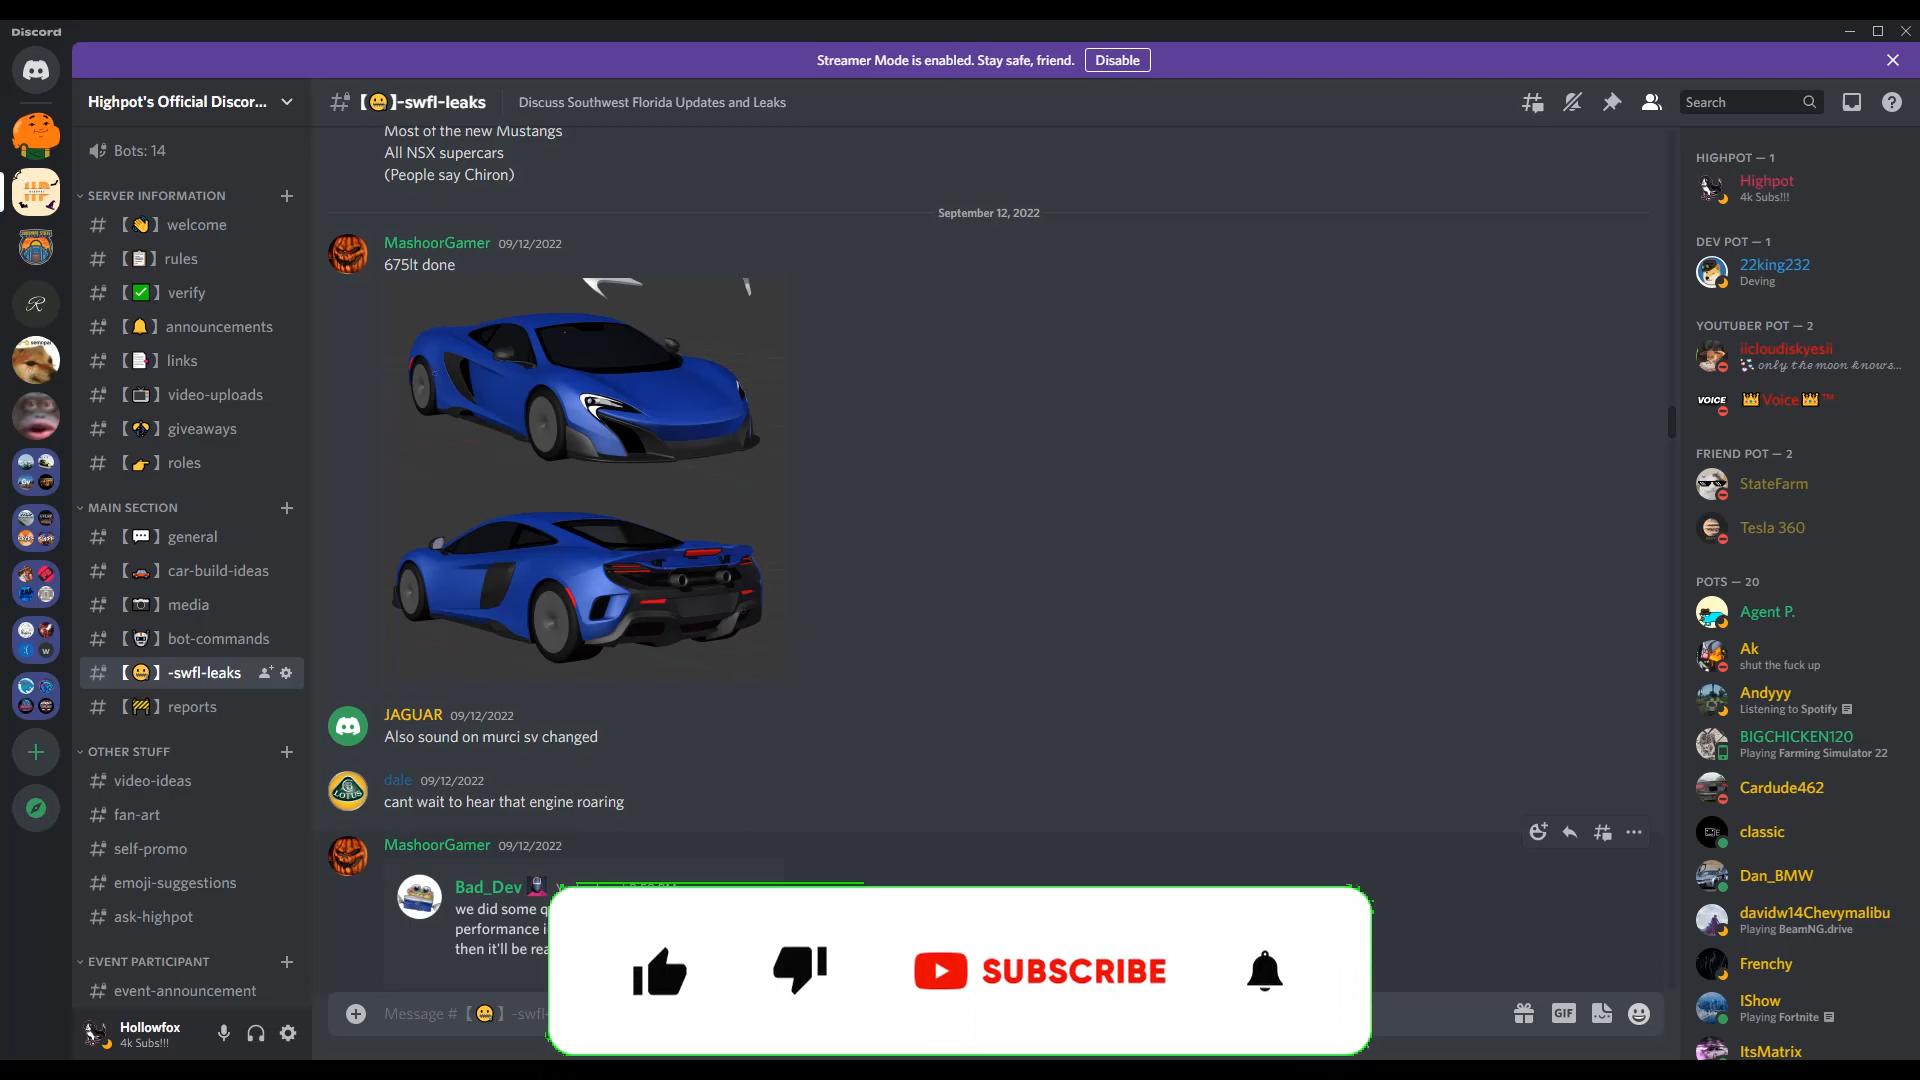 Discord
Streamer Mode is enabled. Stay safe, friend.
Disable
Highpot's Official Discor...
【🤐】-swfl-leaks
Discuss Southwest Florida Updates and Leaks
Search
Bots: 14
SERVER INFORMATION
【👋】 welcome
【📋】 rules
【✅】 verify
【🔔】 announcements
【📑】 links
【📺】 video-uploads
giveaways
【👉】 roles
MAIN SECTION
【💬】 general
【🚗】 car-build-ideas
【📷】 media
【🤖】 bot-commands
【🤐】 -swfl-leaks
【🚧】 reports
OTHER STUFF
video-ideas
fan-art
self-promo
emoji-suggestions
ask-highpot
EVENT PARTICIPANT
event-announcement
Hollowfox
4k Subs!!!
Most of the new Mustangs
All NSX supercars
(People say Chiron)
September 12, 2022
MashoorGamer 09/12/2022
675lt done
JAGUAR 09/12/2022
Also sound on murci sv changed
LOTUS
dale 09/12/2022
cant wait to hear that engine roaring
MashoorGamer 09/12/2022
Bad_Dev
we did some
performance
then it'll be
SUBSCRIBE
Message #【🤐】-swfl-
GIF
HIGHPOT — 1
Highpot
4k Subs!!!
DEV POT — 1
22king232
Deving
YOUTUBER POT — 2
iicloudiskyesii
only the moon knows...
VOICE
👑Voice👑™
FRIEND POT — 2
StateFarm
Tesla 360
POTS — 20
Agent P.
Ak
shut the fuck up
Andyyy
Listening to Spotify
BIGCHICKEN120
Playing Farming Simulator 22
Cardude462
classic
Dan_BMW
davidw14Chevymalibu
Playing BeamNG.drive
Frenchy
IShow
Playing Fortnite
ItsMatrix